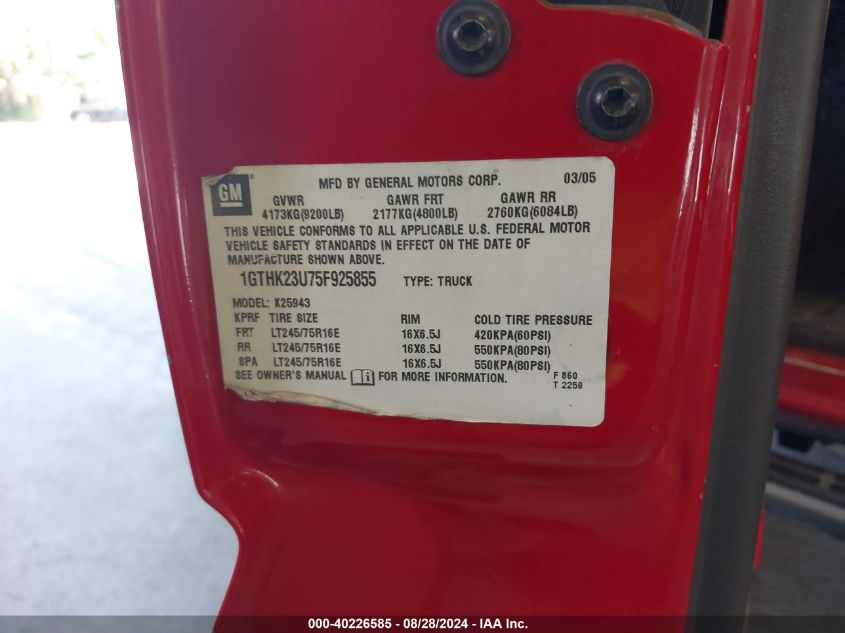 GM
MFD BY GENERAL MOTORS CORP. 03/05
GVWR GAWR FRT GAWR RR
4173KG(9200LB) 2177KG(4800LB) 2760KG(6084LB)
THIS VEHICLE CONFORMS TO ALL APPLICABLE U.S. FEDERAL MOTOR
VEHICLE SAFETY STANDARDS IN EFFECT ON THE DATE OF
MANUFACTURE SHOWN ABOVE.
1GTHK23U75F925855 TYPE: TRUCK
MODEL: K25943
KPRF TIRE SIZE RIM COLD TIRE PRESSURE
FRT LT245/75R16E 16X6.5J 420KPA(60PSI)
RR LT245/75R16E 16X6.5J 550KPA(80PSI)
SPA LT245/75R16E 16X6.5J 550KPA(80PSI)
SEE OWNER'S MANUAL FOR MORE INFORMATION.
F 860
T 2259
000-40226585 - 08/28/2024 - IAA Inc.